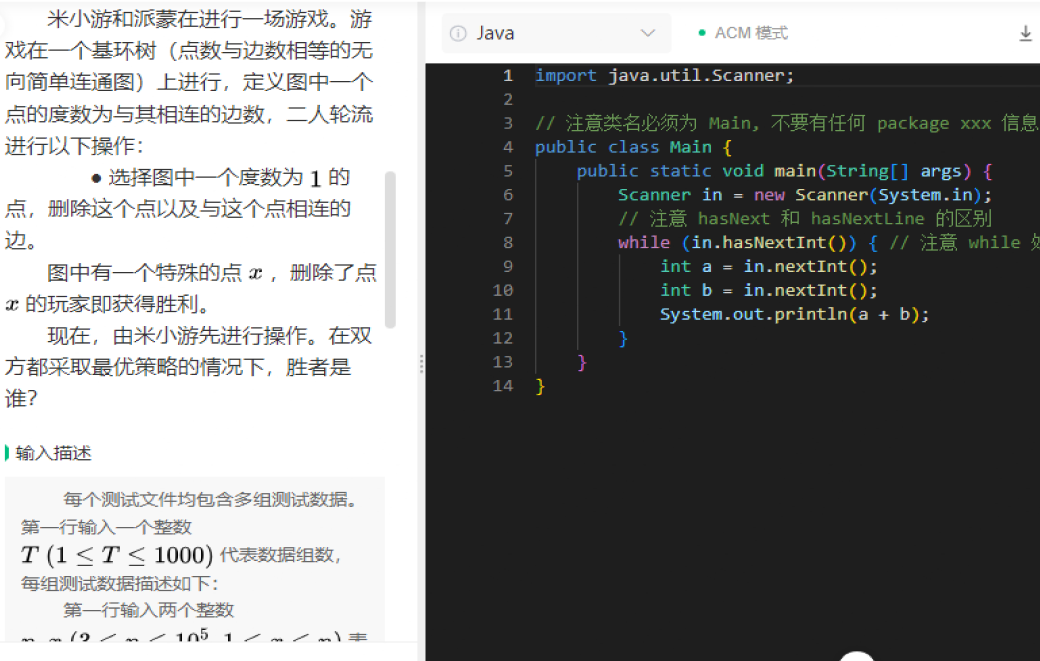 米小游和派蒙在进行一场游戏。游
戏在一个基环树（点数与边数相等的无
向简单连通图）上进行，定义图中一个
点的度数为与其相连的边数，二人轮流
进行以下操作：
● 选择图中一个度数为 1 的
点，删除这个点以及与这个点相连的
边。
图中有一个特殊的点 x ，删除了点
x 的玩家即获得胜利。
现在，由米小游先进行操作。在双
方都采取最优策略的情况下，胜者是
谁？
输入描述
每个测试文件均包含多组测试数据。
第一行输入一个整数
T (1 ≤ T ≤ 1000) 代表数据组数，
每组测试数据描述如下：
第一行输入两个整数
n, x (3 ≤ n ≤ 10^5, 1 ≤ x ≤ n)
Java
ACM 模式
1 import java.util.Scanner;
2
3 // 注意类名必须为 Main, 不要有任何 package xxx 信息
4 public class Main {
5 public static void main(String[] args) {
6 Scanner in = new Scanner(System.in);
7 // 注意 hasNext 和 hasNextLine 的区别
8 while (in.hasNextInt()) { // 注意 while
9 int a = in.nextInt();
10 int b = in.nextInt();
11 System.out.println(a + b);
12 }
13 }
14 }